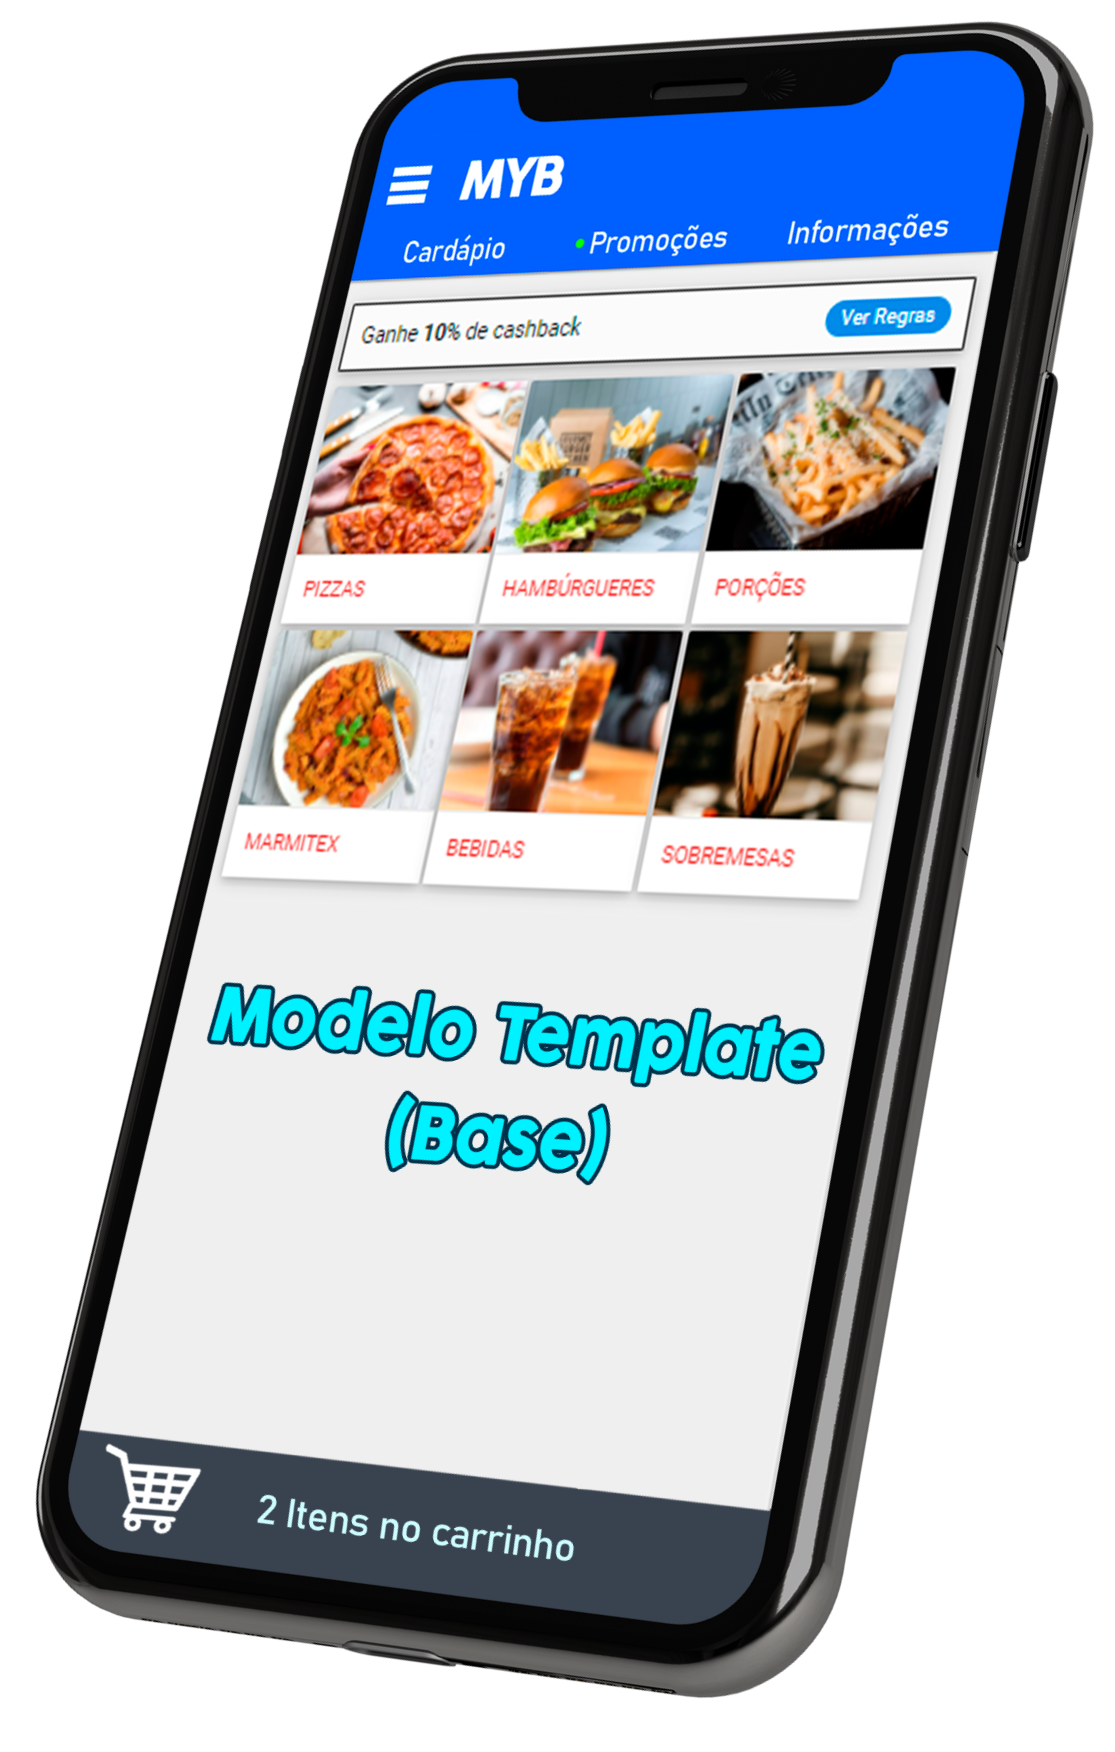 MYB
Cardápio Promoções Informações
Ganhe 10% de cashback Ver Regras
PIZZAS HAMBÚRGUERES PORÇÕES
MARMITEX BEBIDAS SOBREMESAS
Modelo Template
(Base)
2 Itens no carrinho